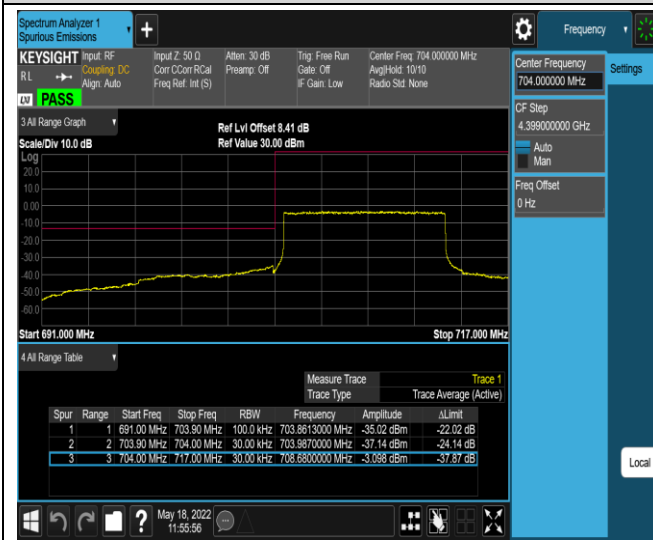 Spectrum Analyzer 1
Spurious Emissions
Frequency
KEYSIGHT
Input: RF
Coupling: DC
Align: Auto
Input Z: 50 Ω
Corr CCorr RCal
Freq Ref: Int (S)
Atten: 30 dB
Preamp: Off
Trig: Free Run
Gate: Off
IF Gain: Low
Center Freq: 704.000000 MHz
Avg|Hold: 10/10
Radio Std: None
R L
LXI
PASS
3 All Range Graph
Ref Lvl Offset 8.41 dB
Scale/Div 10.0 dB
Ref Value 30.00 dBm
Log
20.0
10.0
0.00
-10.0
-20.0
-30.0
-40.0
-50.0
-60.0
Start 691.000 MHz
Stop 717.000 MHz
4 All Range Table
Measure Trace Trace 1
Trace Type Trace Average (Active)
Spur Range Start Freq Stop Freq RBW Frequency Amplitude ΔLimit
1 1 691.00 MHz 703.90 MHz 100.0 kHz 703.8613000 MHz -35.02 dBm -22.02 dB
2 2 703.90 MHz 704.00 MHz 30.00 kHz 703.9870000 MHz -37.14 dBm -24.14 dB
3 3 704.00 MHz 717.00 MHz 30.00 kHz 708.6800000 MHz -3.098 dBm -37.87 dB
May 18, 2022
11:55:56
Center Frequency
704.000000 MHz
Settings
CF Step
4.399000000 GHz
Auto
Man
Freq Offset
0 Hz
Local